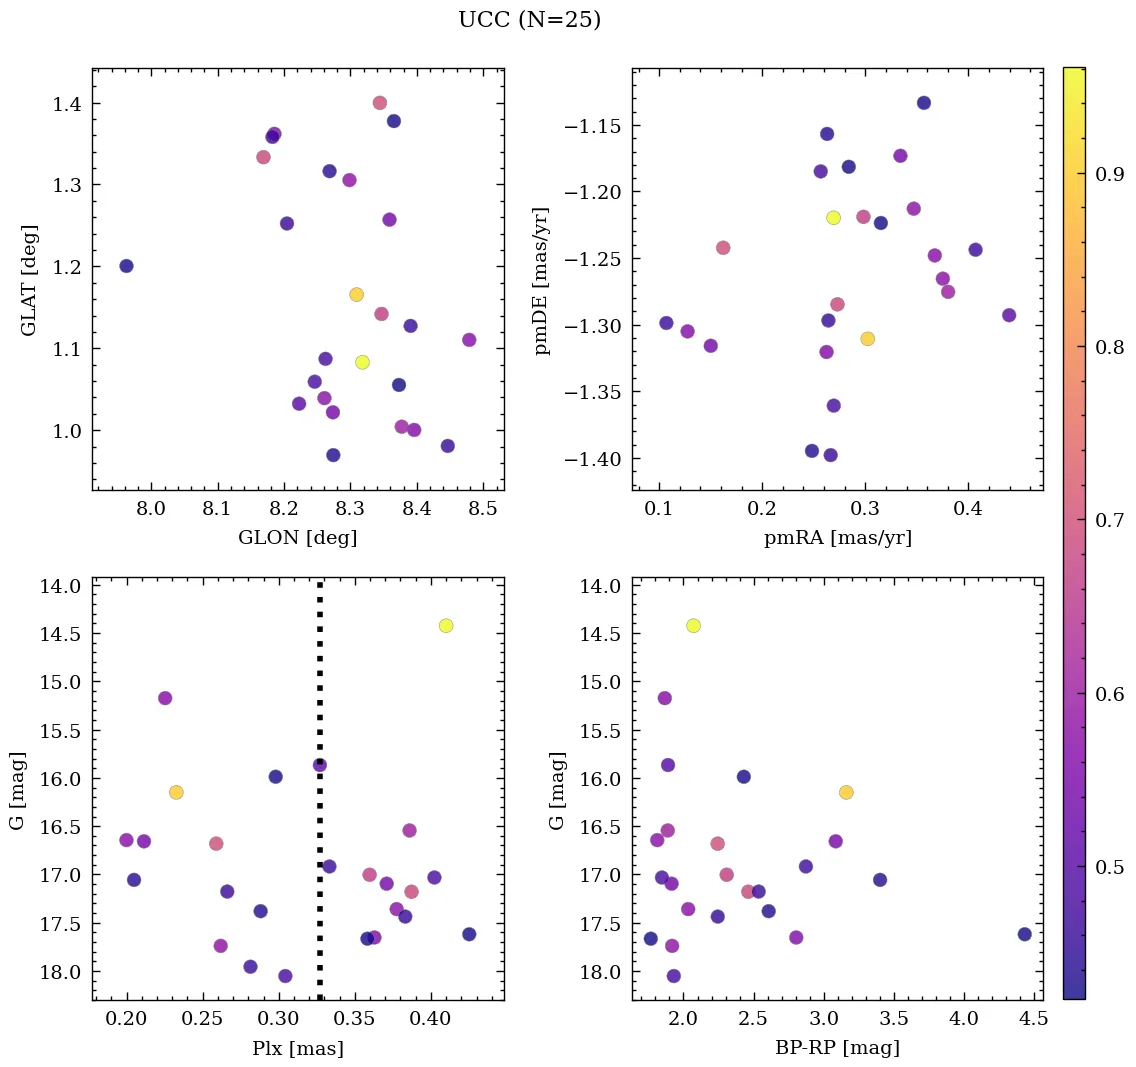 UCC (N=25)
1.4
1.3
1.2
1.1
1.0
GLAT [deg]
8.0 8.1 8.2 8.3 8.4 8.5
GLON [deg]
−1.15
−1.20
−1.25
−1.30
−1.35
−1.40
pmDE [mas/yr]
0.1 0.2 0.3 0.4
pmRA [mas/yr]
0.9
0.8
0.7
0.6
0.5
14.0
14.5
15.0
15.5
16.0
16.5
17.0
17.5
18.0
G [mag]
0.20 0.25 0.30 0.35 0.40
Plx [mas]
14.0
14.5
15.0
15.5
16.0
16.5
17.0
17.5
18.0
G [mag]
2.0 2.5 3.0 3.5 4.0 4.5
BP-RP [mag]